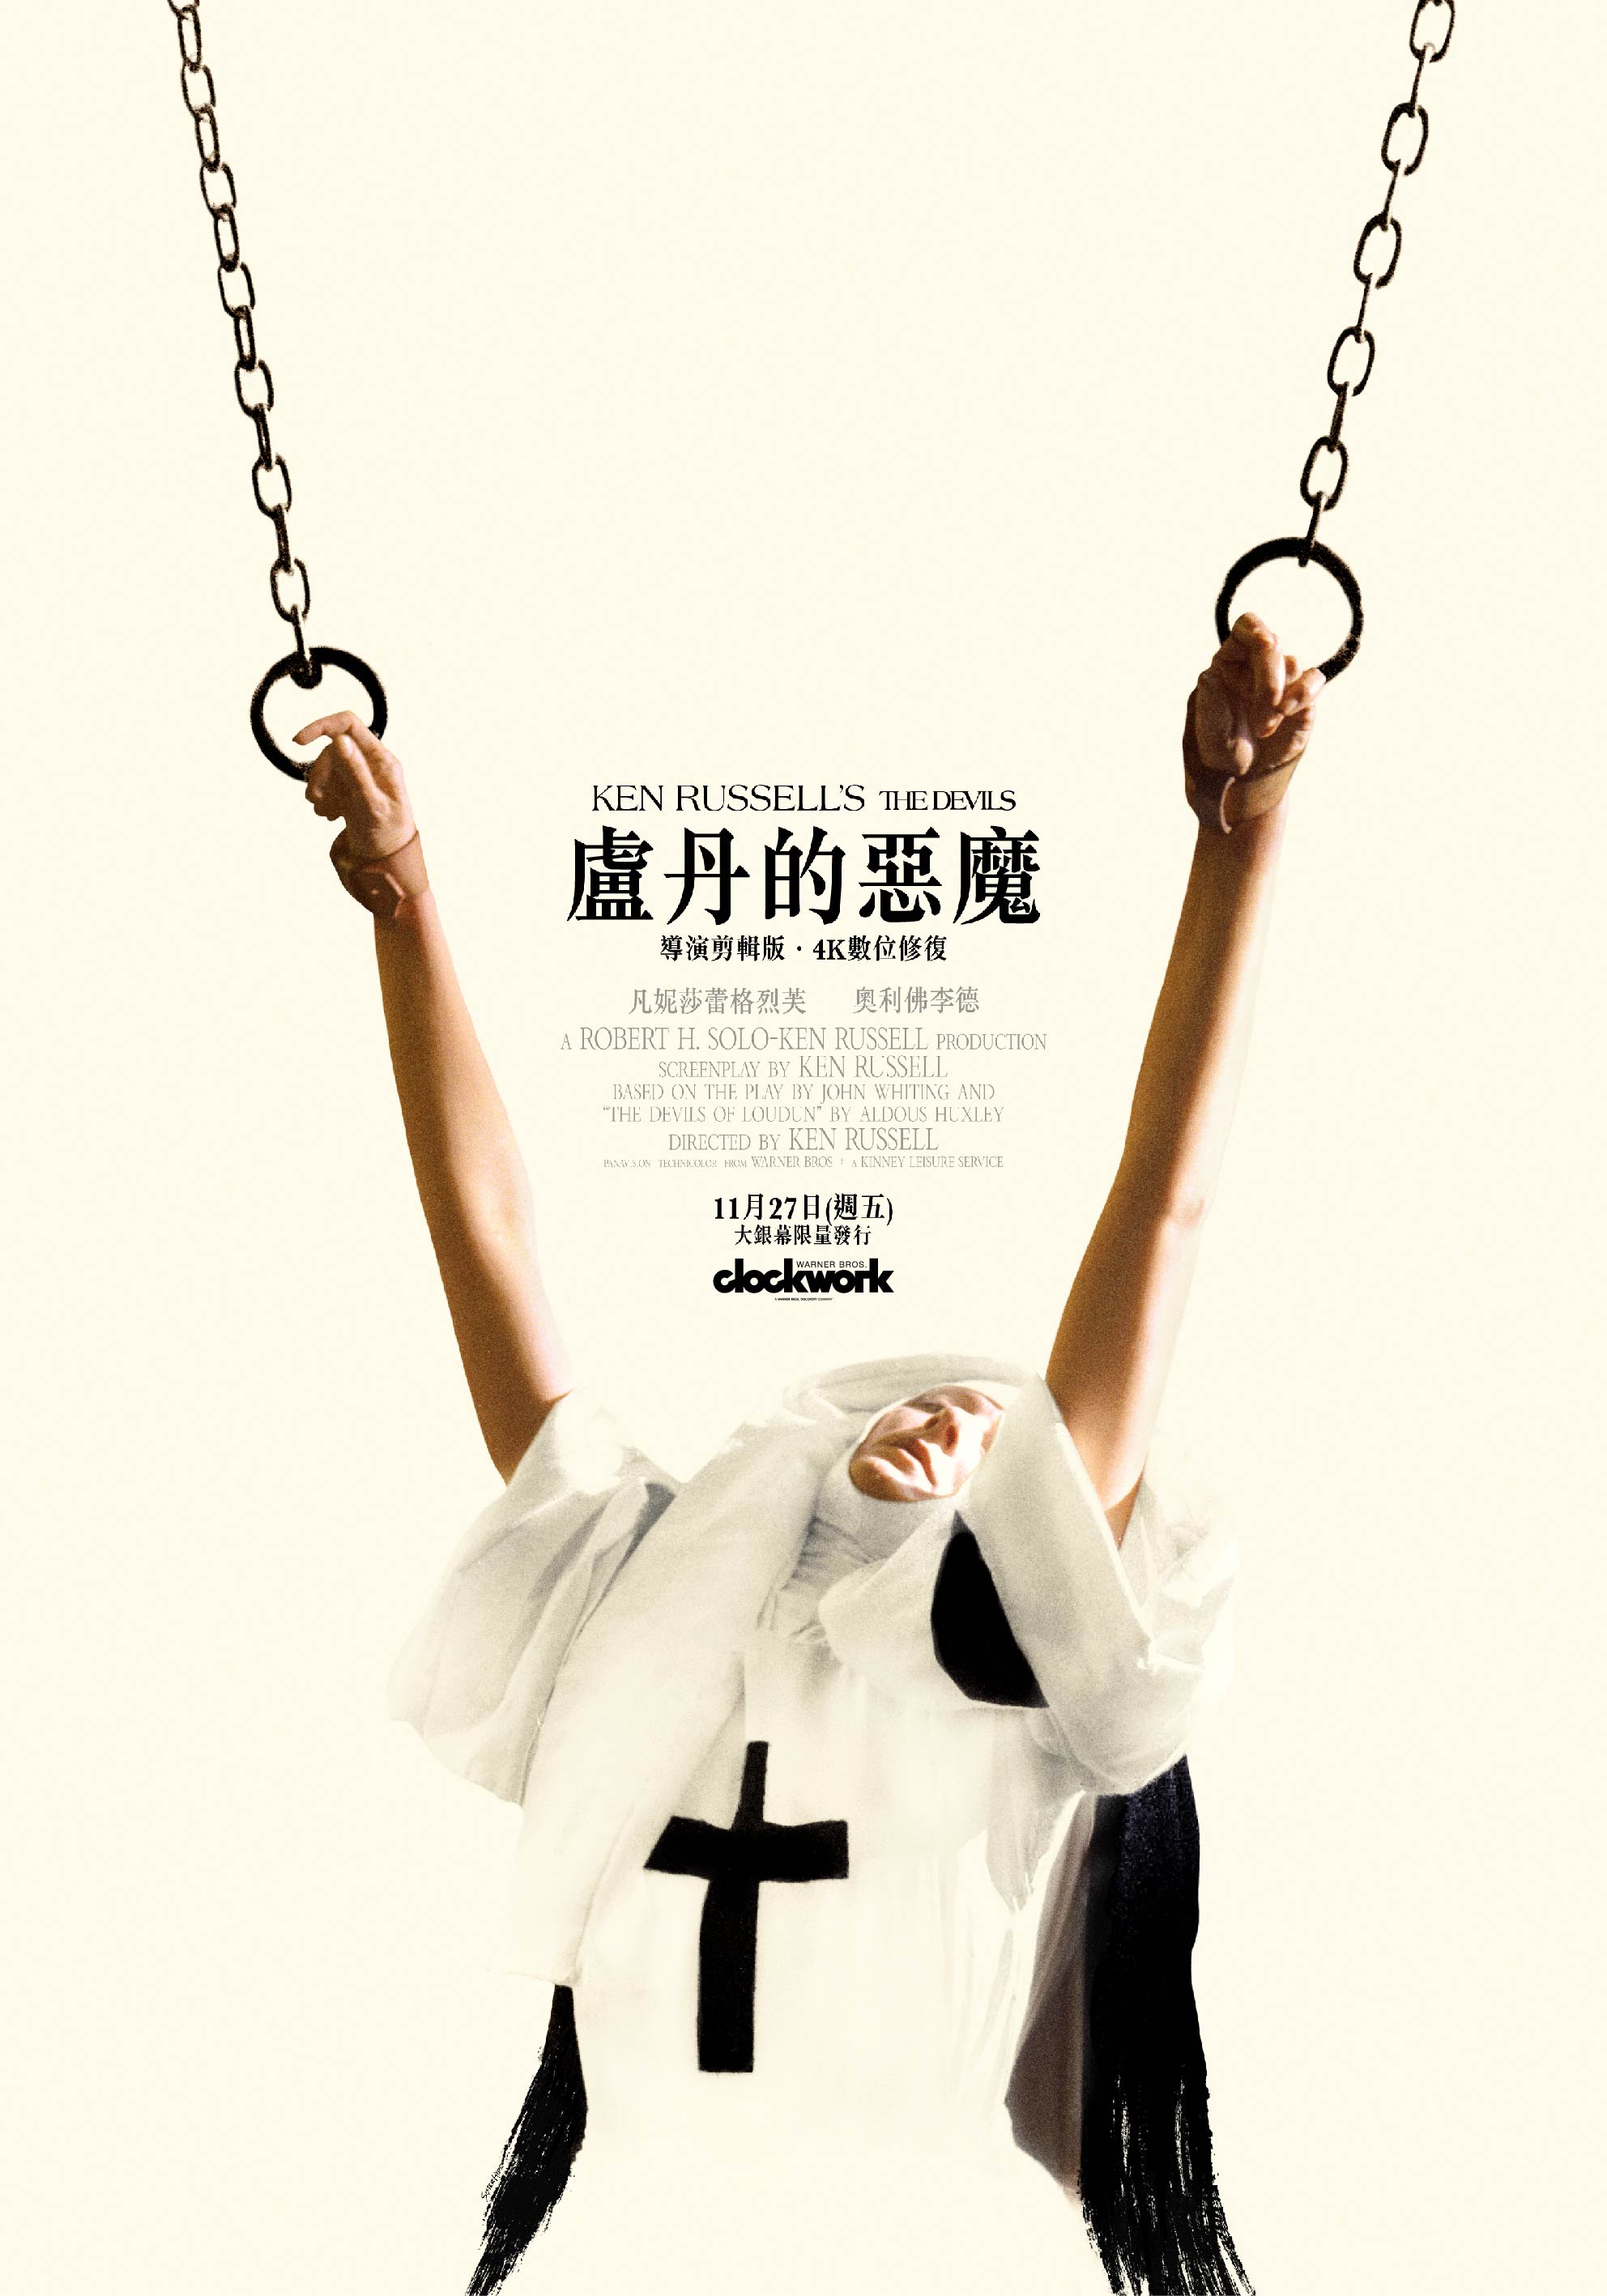 KEN RUSSELL'S THE DEVILS
盧丹的惡魔
導演剪輯版・4K數位修復
凡妮莎蕾格烈芙 奧利佛李德
A ROBERT H. SOLO-KEN RUSSELL PRODUCTION
SCREENPLAY BY KEN RUSSELL
BASED ON THE PLAY BY JOHN WHITING AND
"THE DEVILS OF LOUDUN" BY ALDOUS HUXLEY
DIRECTED BY KEN RUSSELL
PANAVISION TECHNICOLOR FROM WARNER BROS † A KINNEY LEISURE SERVICE
11月27日(週五)
大銀幕限量發行
WARNER BROS.
clockwork
A WARNER BROS. DISCOVERY COMPANY